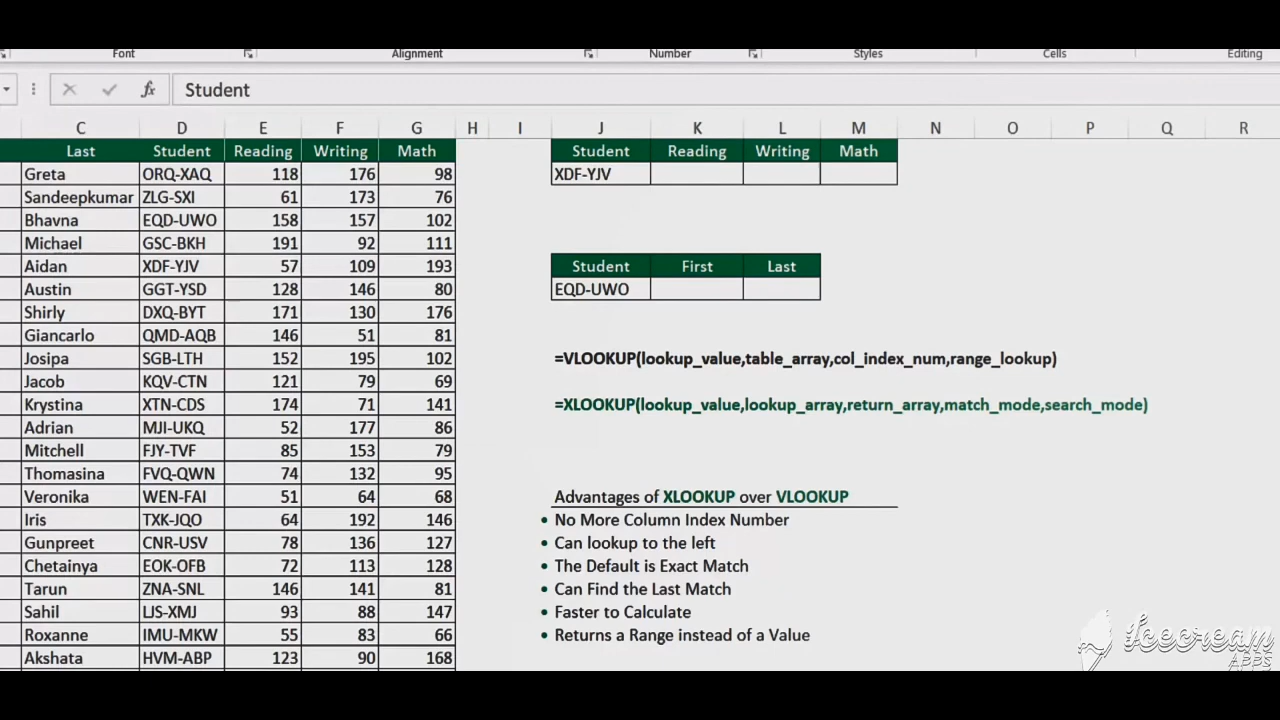 Font Alignment Number Styles Cells Editing
fx Student
C D E F G H I J K L M N O P Q R
Last Student Reading Writing Math Student Reading Writing Math
Greta ORQ-XAQ 118 176 98 XDF-YJV
Sandeepkumar ZLG-SXI 61 173 76
Bhavna EQD-UWO 158 157 102
Michael GSC-BKH 191 92 111
Aidan XDF-YJV 57 109 193 Student First Last
Austin GGT-YSD 128 146 80 EQD-UWO
Shirly DXQ-BYT 171 130 176
Giancarlo QMD-AQB 146 51 81
Josipa SGB-LTH 152 195 102 =VLOOKUP(lookup_value,table_array,col_index_num,range_lookup)
Jacob KQV-CTN 121 79 69
Krystina XTN-CDS 174 71 141 =XLOOKUP(lookup_value,lookup_array,return_array,match_mode,search_mode)
Adrian MJI-UKQ 52 177 86
Mitchell FJY-TVF 85 153 79
Thomasina FVQ-QWN 74 132 95
Veronika WEN-FAI 51 64 68 Advantages of XLOOKUP over VLOOKUP
Iris TXK-JQO 64 192 146 • No More Column Index Number
Gunpreet CNR-USV 78 136 127 • Can lookup to the left
Chetainya EOK-OFB 72 113 128 • The Default is Exact Match
Tarun ZNA-SNL 146 141 81 • Can Find the Last Match
Sahil LJS-XMJ 93 88 147 • Faster to Calculate
Roxanne IMU-MKW 55 83 66 • Returns a Range instead of a Value
Akshata HVM-ABP 123 90 168
Icecream
APPS